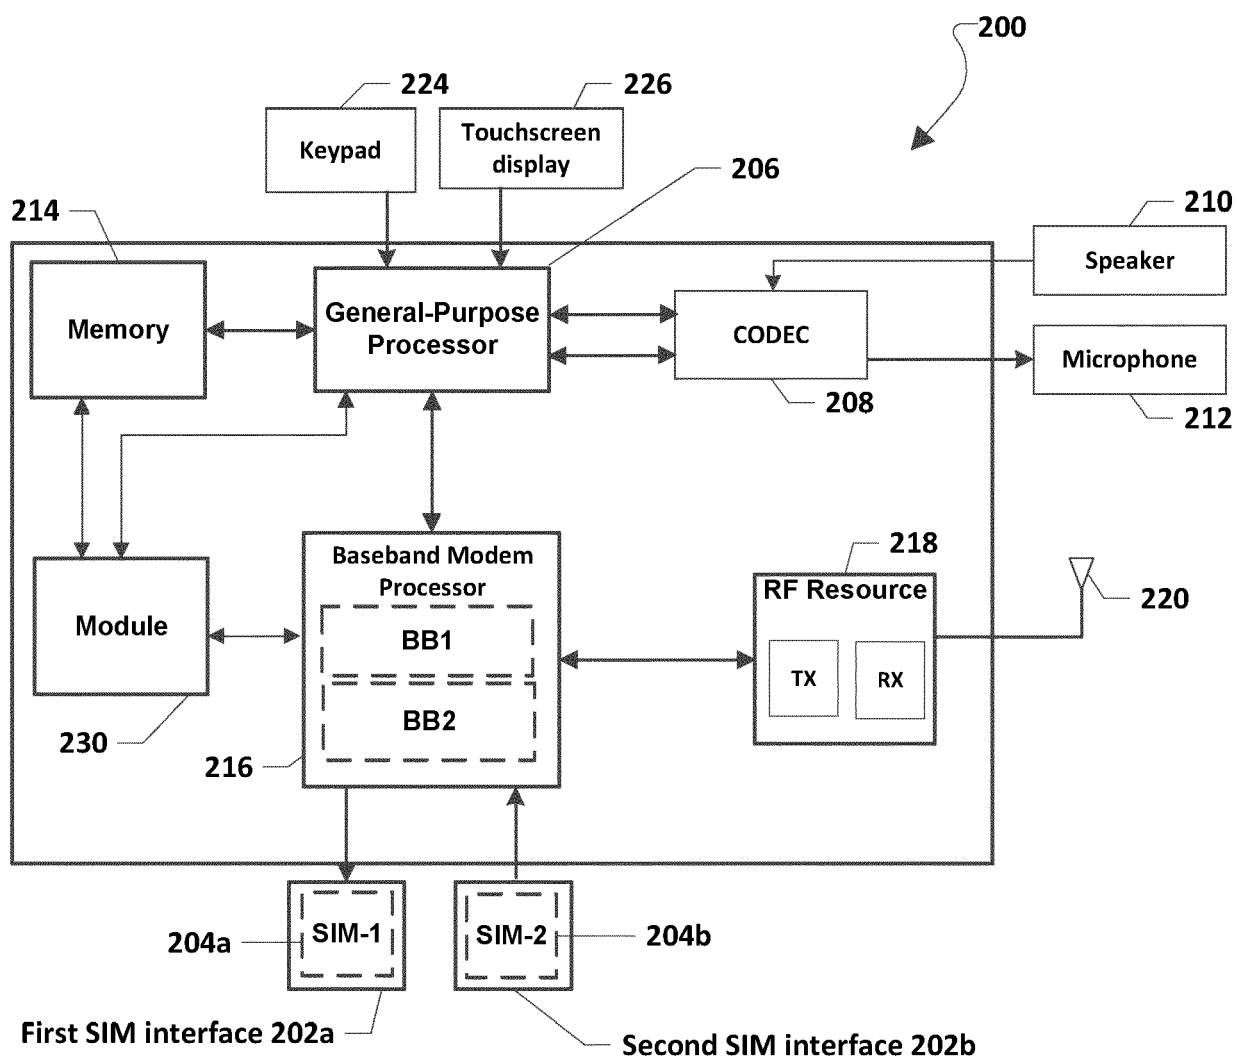 200
224
226
Keypad
Touchscreen
display
206
214
210
Speaker
Memory
General-Purpose
Processor
CODEC
Microphone
208
212
Baseband Modem
Processor
218
RF Resource
220
Module
BB1
TX
RX
BB2
230
216
SIM-1
SIM-2
204a
204b
First SIM interface 202a
Second SIM interface 202b